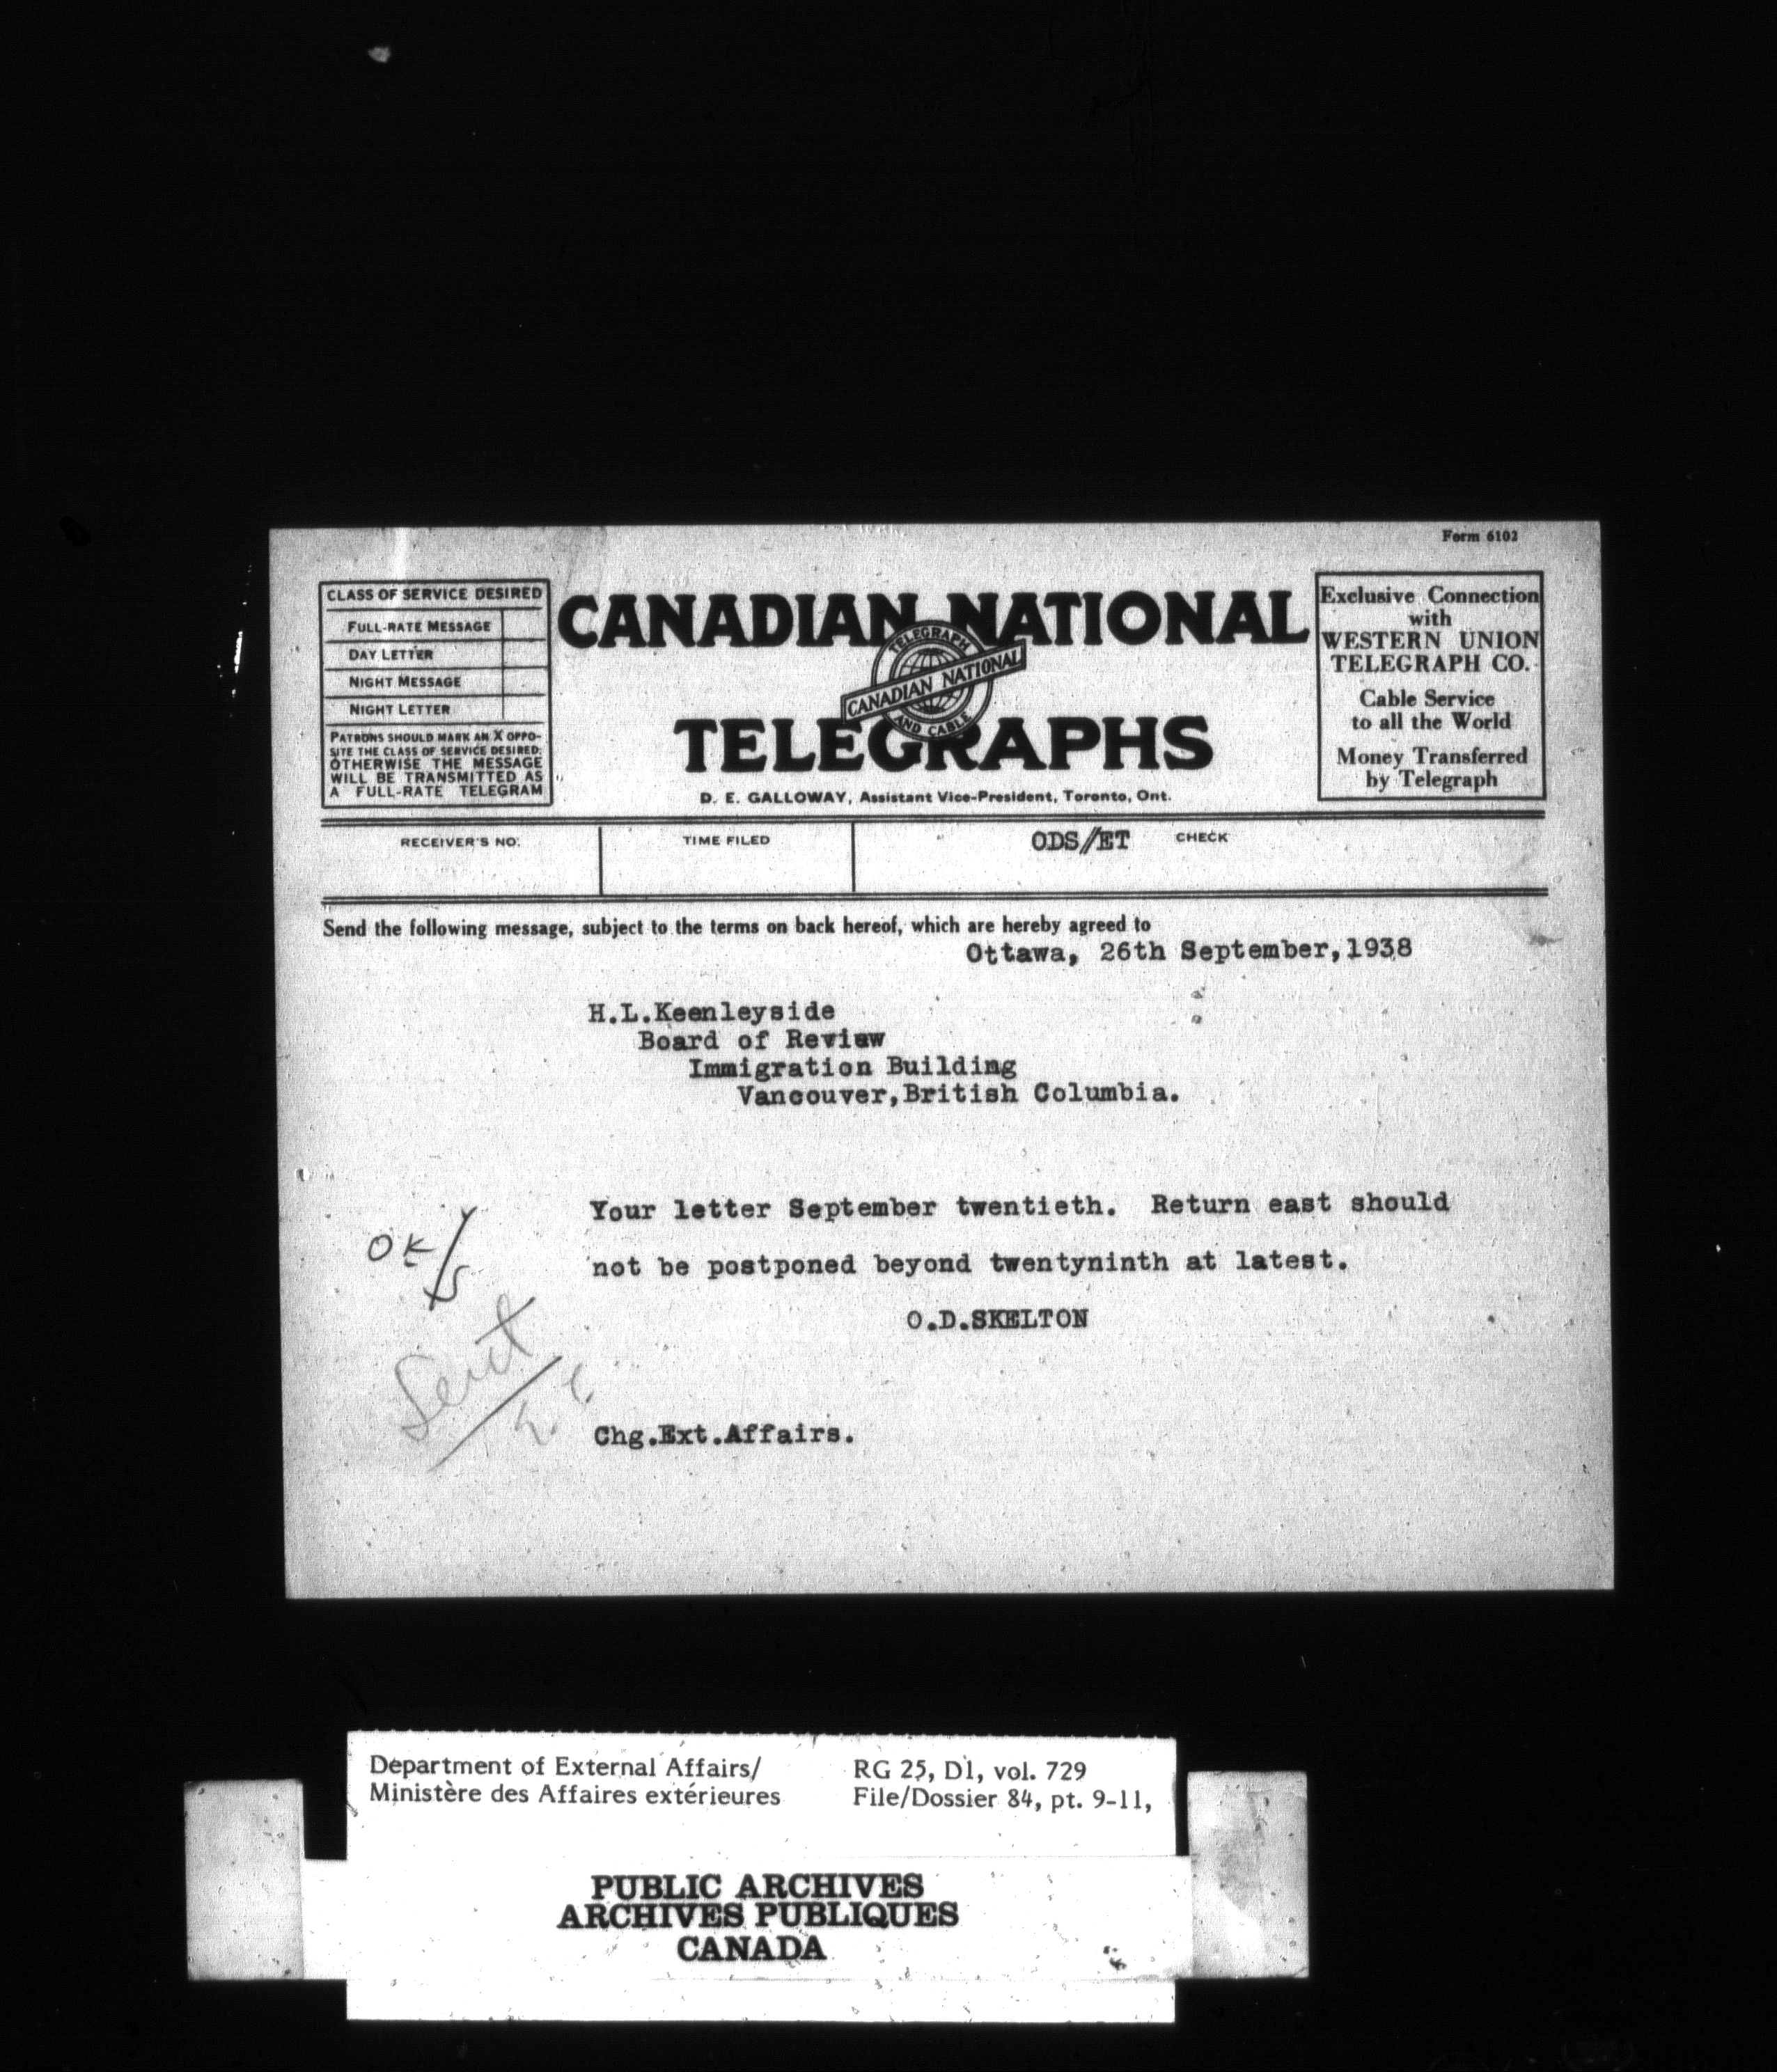 Form 6102
CLASS OF SERVICE DESIRED
FULL-RATE MESSAGE
DAY LETTER
NIGHT MESSAGE
NIGHT LETTER
PATRONS SHOULD MARK AN X OPPO-
SITE THE CLASS OF SERVICE DESIRED;
OTHERWISE THE MESSAGE
WILL BE TRANSMITTED AS
A FULL-RATE TELEGRAM
CANADIAN NATIONAL
TELEGRAPH
CANADIAN NATIONAL
AND CABLE
TELEGRAPHS
D. E. GALLOWAY, Assistant Vice-President, Toronto, Ont.
Exclusive Connection
with
WESTERN UNION
TELEGRAPH CO.
Cable Service
to all the World
Money Transferred
by Telegraph
RECEIVER'S NO.
TIME FILED
ODS//ET CHECK
Send the following message, subject to the terms on back hereof, which are hereby agreed to
Ottawa, 26th September,1938
H.L.Keenleyside
Board of Review
Immigration Building
Vancouver,British Columbia.
Your letter September twentieth. Return east should
not be postponed beyond twentyninth at latest.
O.D.SKELTON
OK/S
Sent
Chg.Ext.Affairs.
Department of External Affairs/
Ministère des Affaires extérieures
RG 25, D1, vol. 729
File/Dossier 84, pt. 9-11,
PUBLIC ARCHIVES
ARCHIVES PUBLIQUES
CANADA